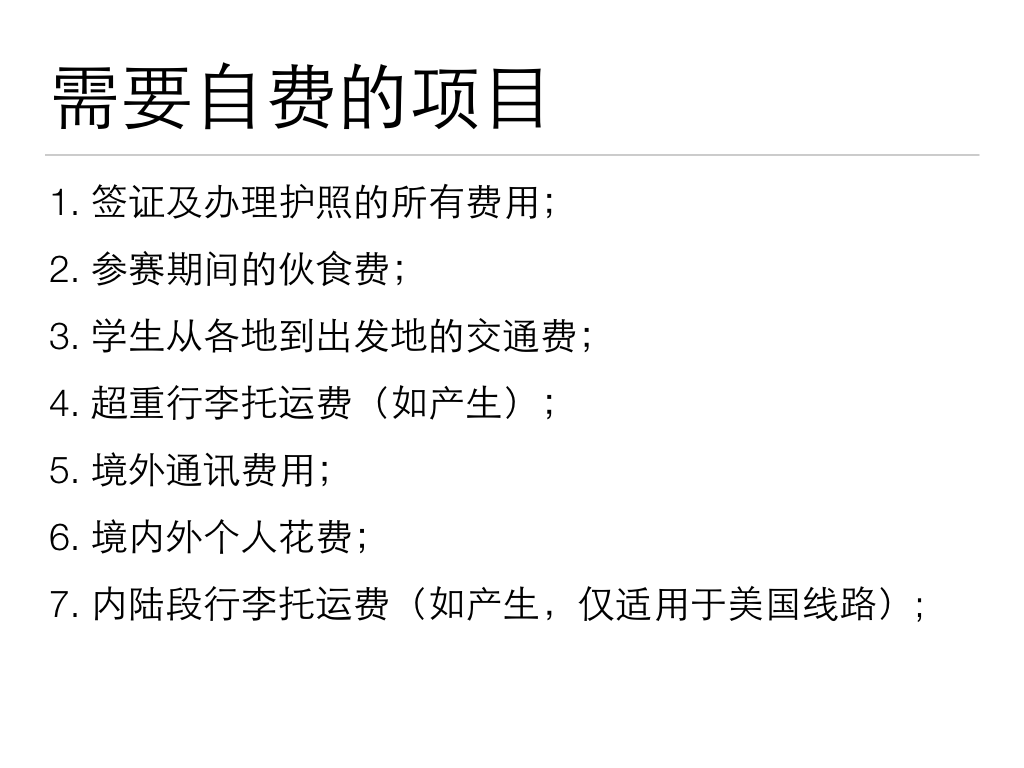 需要自费的项目
1. 签证及办理护照的所有费用；
2. 参赛期间的伙食费；
3. 学生从各地到出发地的交通费；
4. 超重行李托运费（如产生）；
5. 境外通讯费用；
6. 境内外个人花费；
7. 内陆段行李托运费（如产生，仅适用于美国线路）；